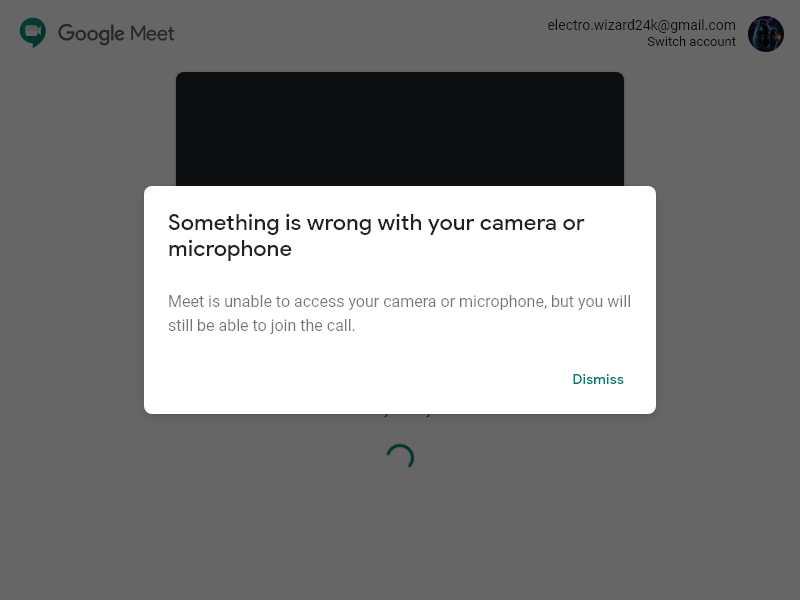 Google Meet
electro.wizard24k@gmail.com
Switch account
Something is wrong with your camera or
microphone
Meet is unable to access your camera or microphone, but you will
still be able to join the call.
Dismiss